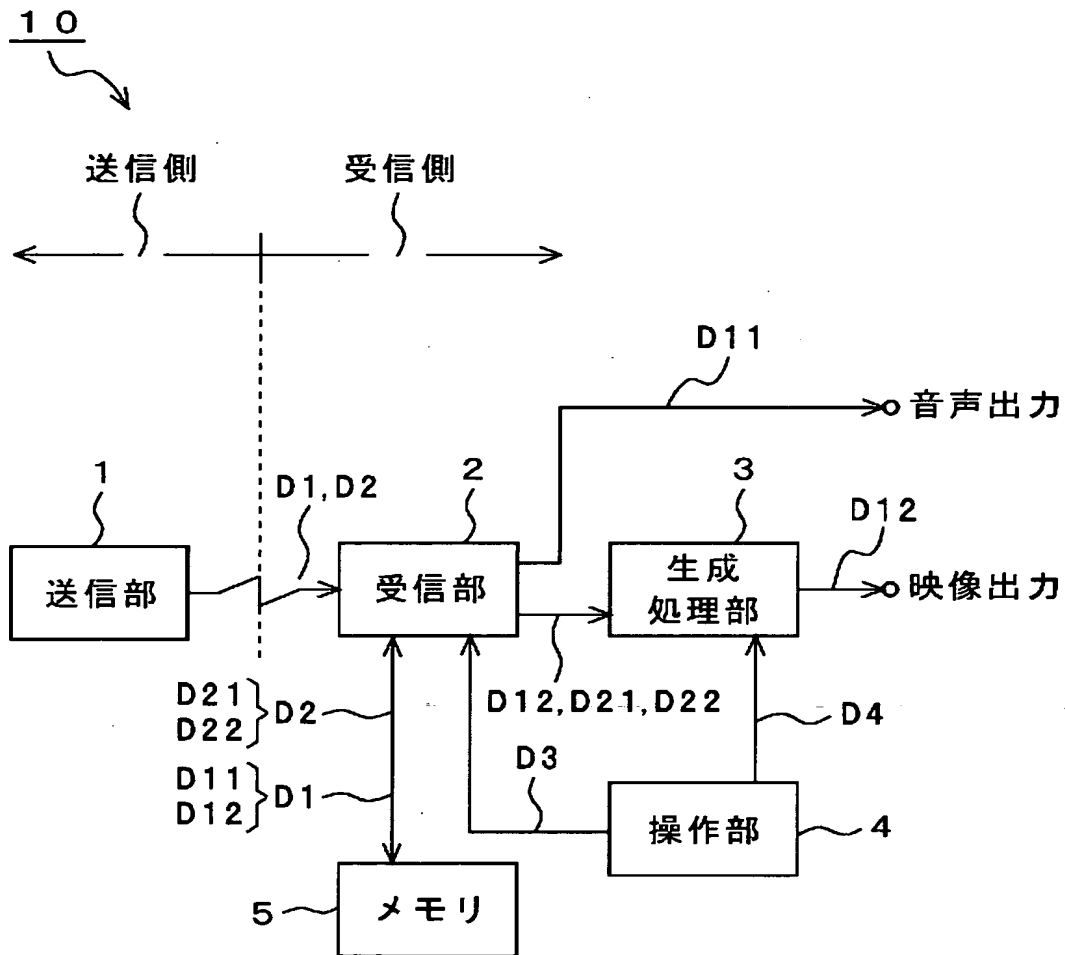 10
送信側
受信側
D11
音声出力
1
D1,D2
2
3
D12
送信部
受信部
生成
処理部
映像出力
D21
D22
D2
D12,D21,D22
D4
D3
D11
D12
D1
操作部
4
5
メモリ